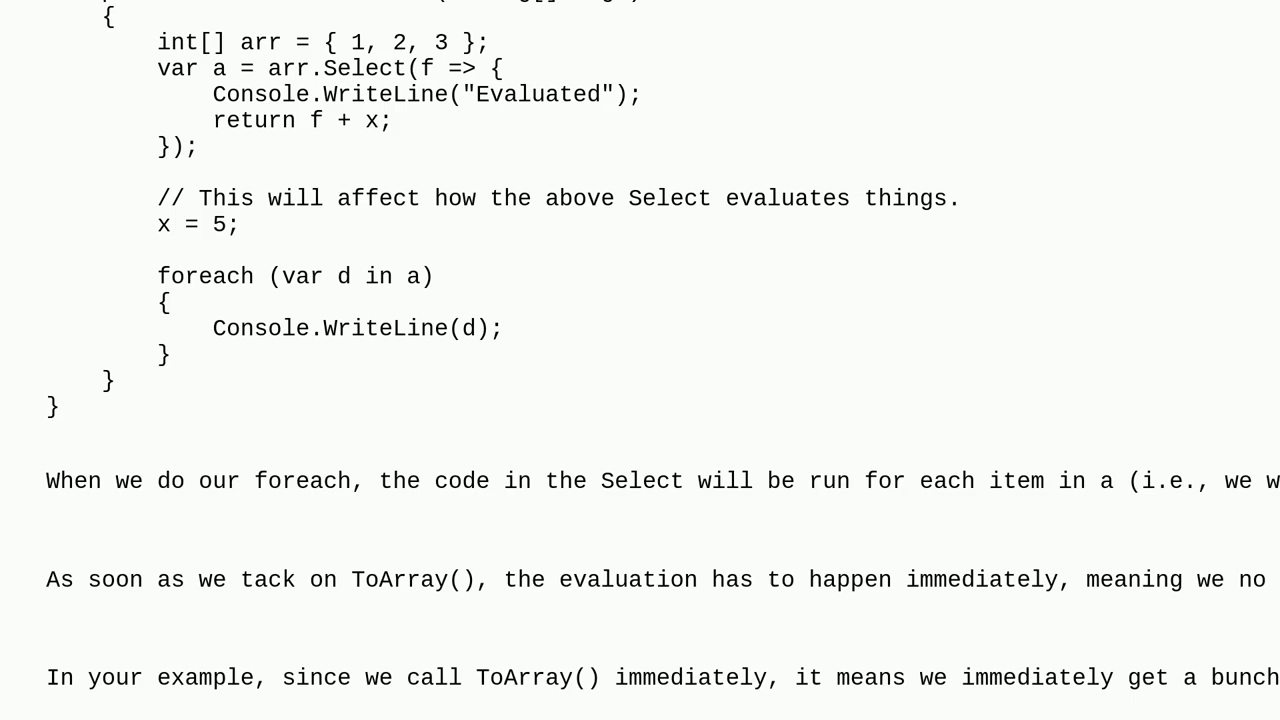 {
int[] arr = { 1, 2, 3 };
var a = arr.Select(f => {
Console.WriteLine("Evaluated");
return f + x;
});
// This will affect how the above Select evaluates things.
x = 5;
foreach (var d in a)
{
Console.WriteLine(d);
}
}
}
When we do our foreach, the code in the Select will be run for each item in a (i.e., we w
As soon as we tack on ToArray(), the evaluation has to happen immediately, meaning we no
In your example, since we call ToArray() immediately, it means we immediately get a bunch